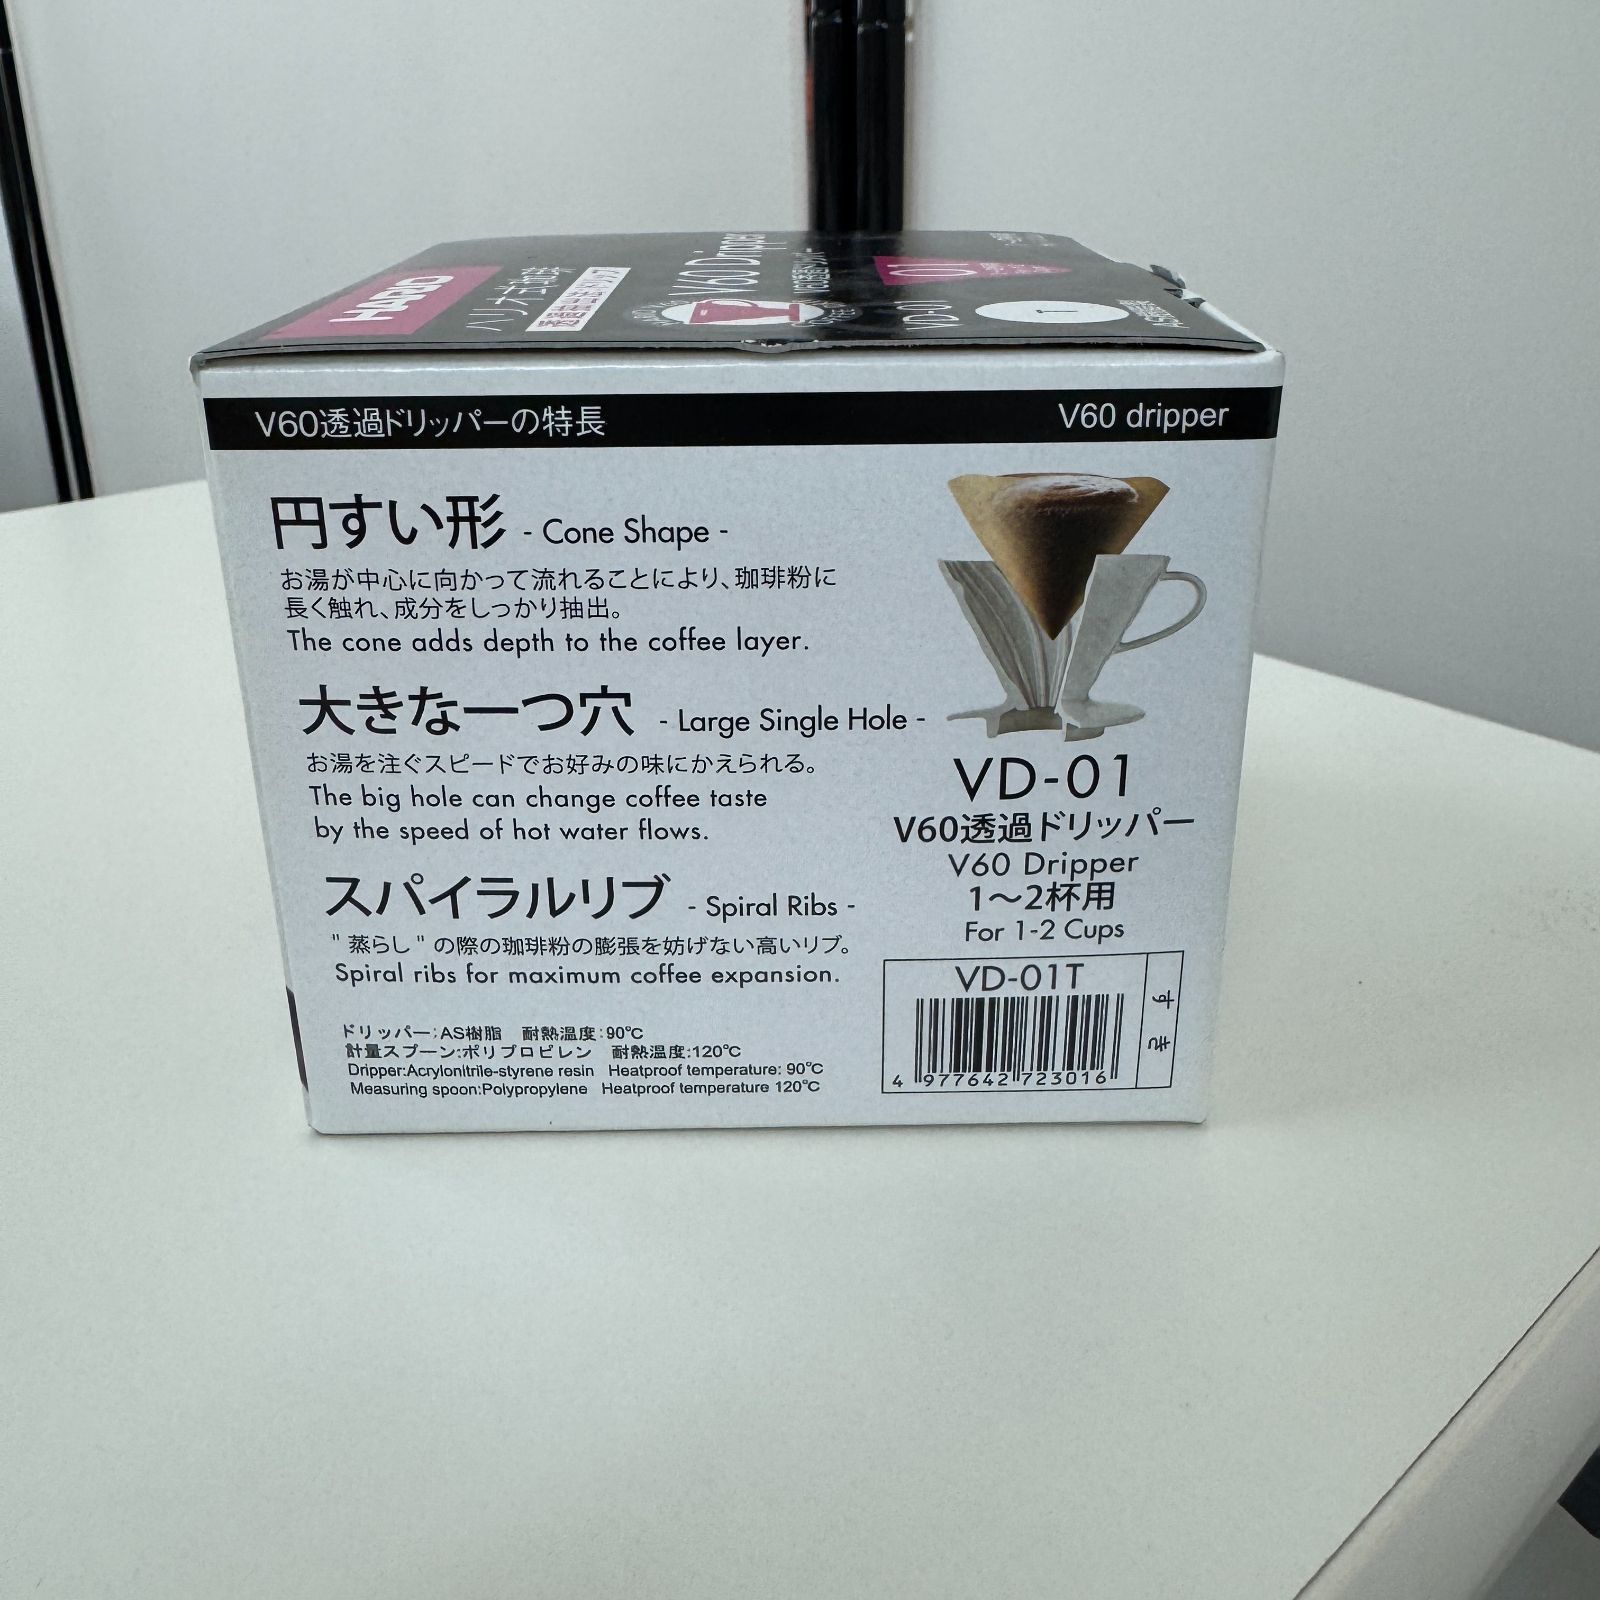 HARIO
V60 Dripper
VD-01
01
V60透過ドリッパーの特長 V60 dripper
円すい形 - Cone Shape -
お湯が中心に向かって流れることにより、珈琲粉に
長く触れ、成分をしっかり抽出。
The cone adds depth to the coffee layer.
大きな一つ穴 - Large Single Hole -
お湯を注ぐスピードでお好みの味にかえられる。
The big hole can change coffee taste
by the speed of hot water flows.
スパイラルリブ - Spiral Ribs -
"蒸らし"の際の珈琲粉の膨張を妨げない高いリブ。
Spiral ribs for maximum coffee expansion.
ドリッパー:AS樹脂 耐熱温度:90℃
計量スプーン:ポリプロピレン 耐熱温度:120℃
Dripper:Acrylonitrile-styrene resin Heatproof temperature: 90℃
Measuring spoon:Polypropylene Heatproof temperature 120℃
VD-01
V60透過ドリッパー
V60 Dripper
1～2杯用
For 1-2 Cups
VD-01T
4 977642 723016
すき